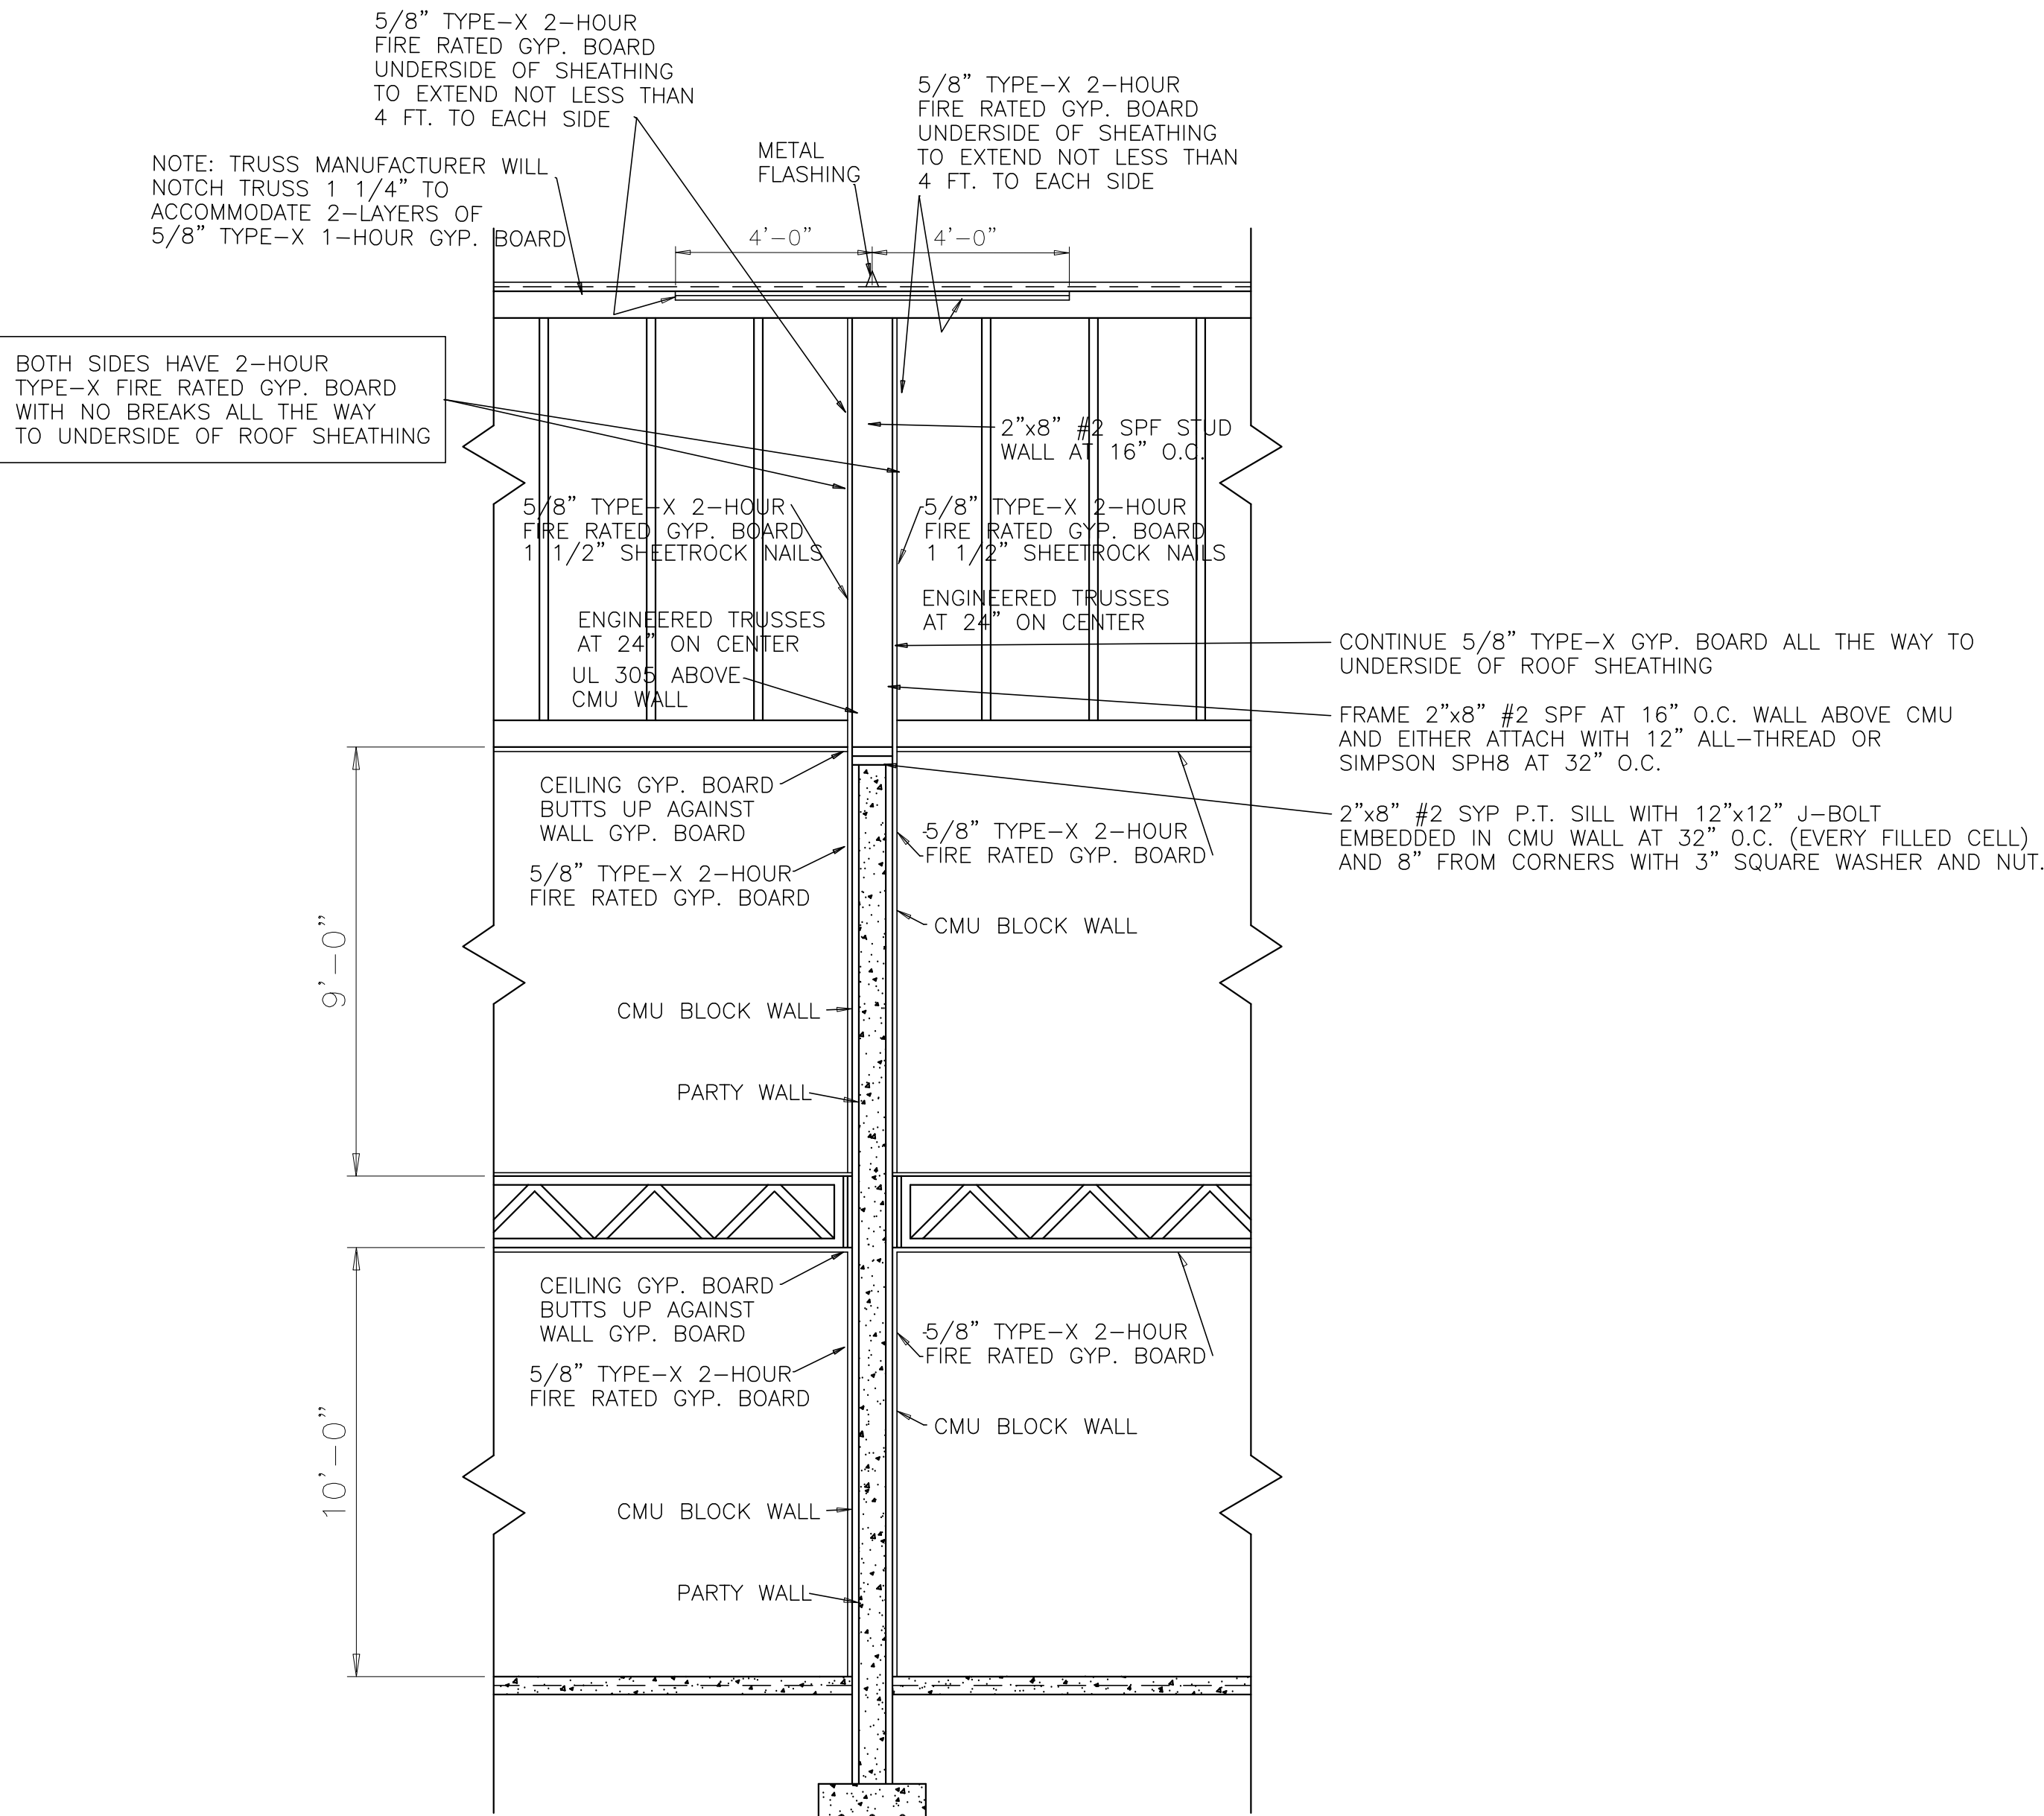 5/8" TYPE-X 2-HOUR
FIRE RATED GYP. BOARD
UNDERSIDE OF SHEATHING
TO EXTEND NOT LESS THAN
4 FT. TO EACH SIDE
5/8" TYPE-X 2-HOUR
FIRE RATED GYP. BOARD
UNDERSIDE OF SHEATHING
TO EXTEND NOT LESS THAN
4 FT. TO EACH SIDE
METAL
FLASHING
NOTE: TRUSS MANUFACTURER WILL
NOTCH TRUSS 1 1/4" TO
ACCOMMODATE 2-LAYERS OF
5/8" TYPE-X 1-HOUR GYP. BOARD
4'-0"
4'-0"
BOTH SIDES HAVE 2-HOUR
TYPE-X FIRE RATED GYP. BOARD
WITH NO BREAKS ALL THE WAY
TO UNDERSIDE OF ROOF SHEATHING
2"x8" #2 SPF STUD
WALL AT 16" O.C.
5/8" TYPE-X 2-HOUR
FIRE RATED GYP. BOARD
1 1/2" SHEETROCK NAILS
5/8" TYPE-X 2-HOUR
FIRE RATED GYP. BOARD
1 1/2" SHEETROCK NAILS
ENGINEERED TRUSSES
AT 24" ON CENTER
ENGINEERED TRUSSES
AT 24" ON CENTER
UL 305 ABOVE
CMU WALL
CONTINUE 5/8" TYPE-X GYP. BOARD ALL THE WAY TO
UNDERSIDE OF ROOF SHEATHING
FRAME 2"x8" #2 SPF AT 16" O.C. WALL ABOVE CMU
AND EITHER ATTACH WITH 12" ALL-THREAD OR
SIMPSON SPH8 AT 32" O.C.
2"x8" #2 SYP P.T. SILL WITH 12"x12" J-BOLT
EMBEDDED IN CMU WALL AT 32" O.C. (EVERY FILLED CELL)
AND 8" FROM CORNERS WITH 3" SQUARE WASHER AND NUT.
CEILING GYP. BOARD
BUTTS UP AGAINST
WALL GYP. BOARD
5/8" TYPE-X 2-HOUR
FIRE RATED GYP. BOARD
5/8" TYPE-X 2-HOUR
FIRE RATED GYP. BOARD
CMU BLOCK WALL
9'-0"
CMU BLOCK WALL
PARTY WALL
CEILING GYP. BOARD
BUTTS UP AGAINST
WALL GYP. BOARD
5/8" TYPE-X 2-HOUR
FIRE RATED GYP. BOARD
5/8" TYPE-X 2-HOUR
FIRE RATED GYP. BOARD
CMU BLOCK WALL
10'-0"
CMU BLOCK WALL
PARTY WALL